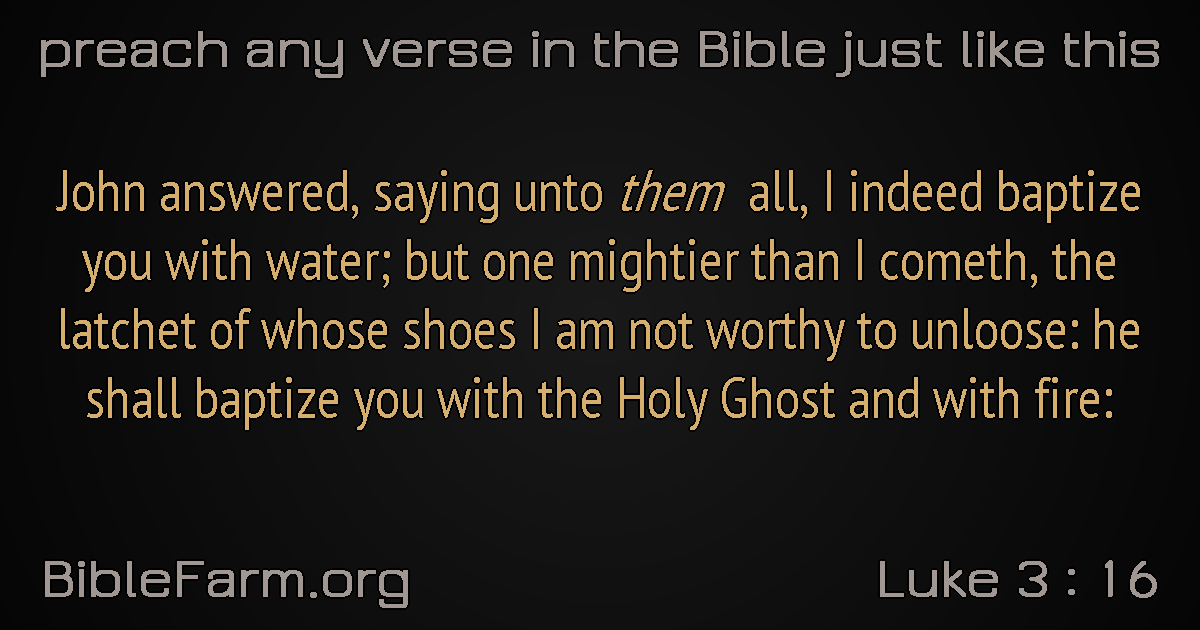 preach any verse in the Bible just like this
John answered, saying unto them all, I indeed baptize
you with water; but one mightier than I cometh, the
latchet of whose shoes I am not worthy to unloose: he
shall baptize you with the Holy Ghost and with fire:
BibleFarm.org
Luke 3 : 16